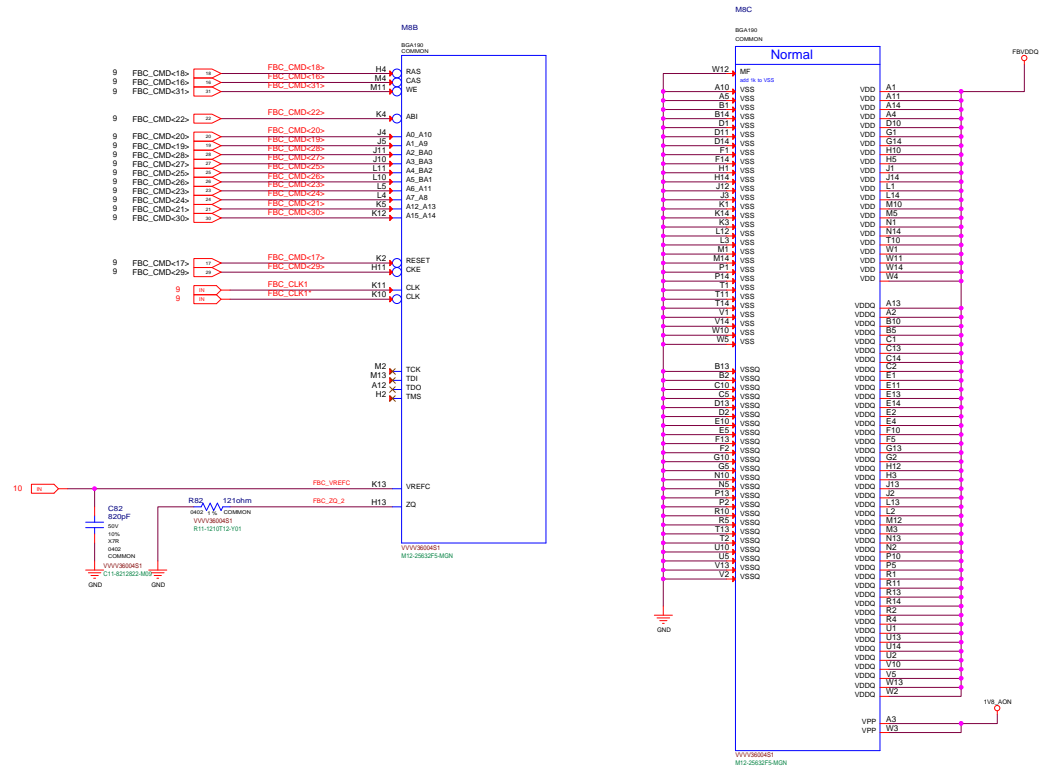 M8B
BGA190
COMMON
9 FBC_CMD<18> 18 FBC_CMD<18> H4 RAS
9 FBC_CMD<16> 16 FBC_CMD<16> M4 CAS
9 FBC_CMD<31> 31 FBC_CMD<31> M11 WE
9 FBC_CMD<22> 22 FBC_CMD<22> K4 ABI
9 FBC_CMD<20> 20 FBC_CMD<20> J4 A0_A10
9 FBC_CMD<19> 19 FBC_CMD<19> J5 A1_A9
9 FBC_CMD<28> 28 FBC_CMD<28> J11 A2_BA0
9 FBC_CMD<27> 27 FBC_CMD<27> J10 A3_BA3
9 FBC_CMD<25> 25 FBC_CMD<25> L11 A4_BA2
9 FBC_CMD<26> 26 FBC_CMD<26> L10 A5_BA1
9 FBC_CMD<23> 23 FBC_CMD<23> L5 A6_A11
9 FBC_CMD<24> 24 FBC_CMD<24> L4 A7_A8
9 FBC_CMD<21> 21 FBC_CMD<21> K5 A12_A13
9 FBC_CMD<30> 30 FBC_CMD<30> K12 A15_A14
9 FBC_CMD<17> 17 FBC_CMD<17> K2 RESET
9 FBC_CMD<29> 29 FBC_CMD<29> H11 CKE
9 IN FBC_CLK1 K11 CLK
9 IN FBC_CLK1* K10 CLK
M2 TCK
M13 TDI
A12 TDO
H2 TMS
10 IN FBC_VREFC K13 VREFC
R82 121ohm FBC_ZQ_2 H13 ZQ
0402 1% COMMON
VVVV36004S1
R11-1210T12-Y01
C82
820pF
50V
10%
X7R
0402
COMMON
VVVV36004S1
C11-8212822-M09
GND
GND
VVVV36004S1
M12-25632F5-MGN
M8C
BGA190
COMMON
Normal
FBVDDQ
W12 MF
add 1k to VSS
A10 VSS
A5 VSS
B1 VSS
B14 VSS
D1 VSS
D11 VSS
D14 VSS
F1 VSS
F14 VSS
H1 VSS
H14 VSS
J12 VSS
J3 VSS
K1 VSS
K14 VSS
K3 VSS
L12 VSS
L3 VSS
M1 VSS
M14 VSS
P1 VSS
P14 VSS
T1 VSS
T11 VSS
T14 VSS
V1 VSS
V14 VSS
W10 VSS
W5 VSS
B13 VSSQ
B2 VSSQ
C10 VSSQ
C5 VSSQ
D13 VSSQ
D2 VSSQ
E10 VSSQ
E5 VSSQ
F13 VSSQ
F2 VSSQ
G10 VSSQ
G5 VSSQ
N10 VSSQ
N5 VSSQ
P13 VSSQ
P2 VSSQ
R10 VSSQ
R5 VSSQ
T13 VSSQ
T2 VSSQ
U10 VSSQ
U5 VSSQ
V13 VSSQ
V2 VSSQ
GND
VDD A1
VDD A11
VDD A14
VDD A4
VDD D10
VDD G1
VDD G14
VDD H10
VDD H5
VDD J1
VDD J14
VDD L1
VDD L14
VDD M10
VDD M5
VDD N1
VDD N14
VDD T10
VDD W1
VDD W11
VDD W14
VDD W4
VDDQ A13
VDDQ A2
VDDQ B10
VDDQ B5
VDDQ C1
VDDQ C13
VDDQ C14
VDDQ C2
VDDQ E1
VDDQ E11
VDDQ E13
VDDQ E14
VDDQ E2
VDDQ E4
VDDQ F10
VDDQ F5
VDDQ G13
VDDQ G2
VDDQ H12
VDDQ H3
VDDQ J13
VDDQ J2
VDDQ L13
VDDQ L2
VDDQ M12
VDDQ M3
VDDQ N13
VDDQ N2
VDDQ P10
VDDQ P5
VDDQ R1
VDDQ R11
VDDQ R13
VDDQ R14
VDDQ R2
VDDQ R4
VDDQ U1
VDDQ U13
VDDQ U14
VDDQ U2
VDDQ V10
VDDQ V5
VDDQ W13
VDDQ W2
1V8_AON
VPP A3
VPP W3
VVVV36004S1
M12-25632F5-MGN